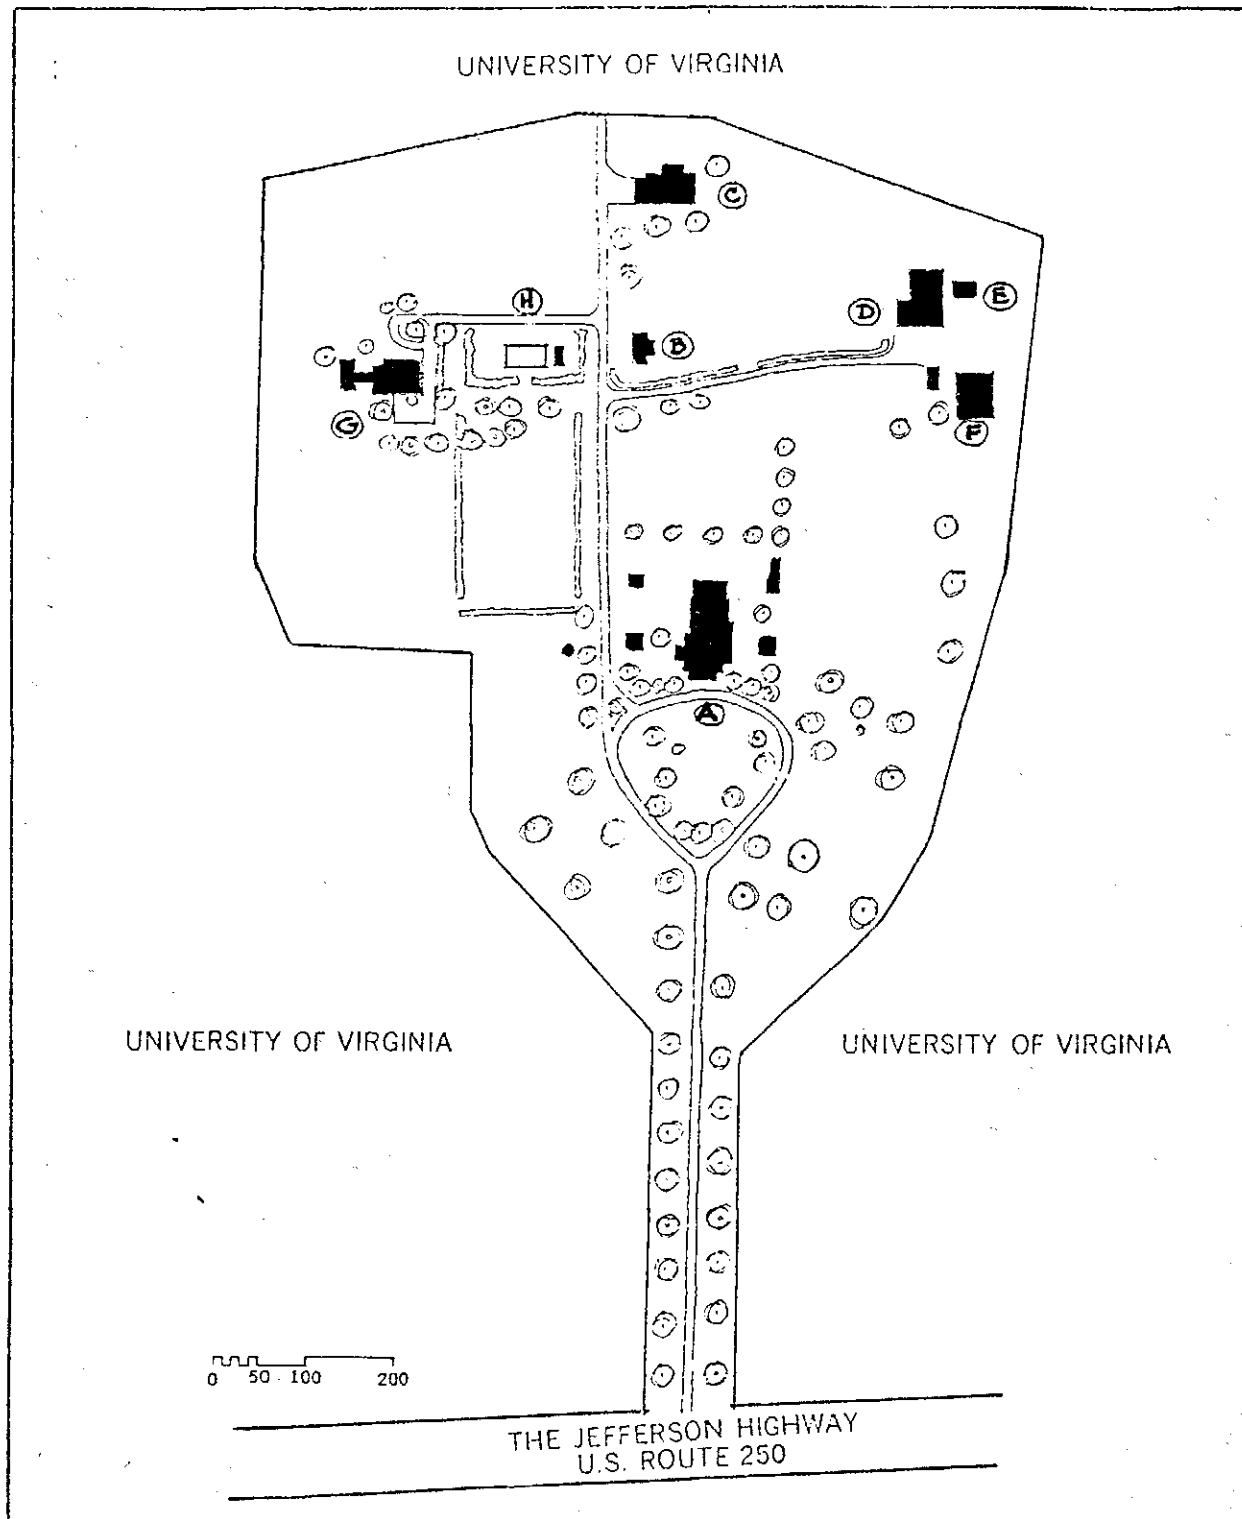 UNIVERSITY OF VIRGINIA
C
H
D
E
B
G
F
A
UNIVERSITY OF VIRGINIA
UNIVERSITY OF VIRGINIA
0 50 100 200
THE JEFFERSON HIGHWAY
U.S. ROUTE 250